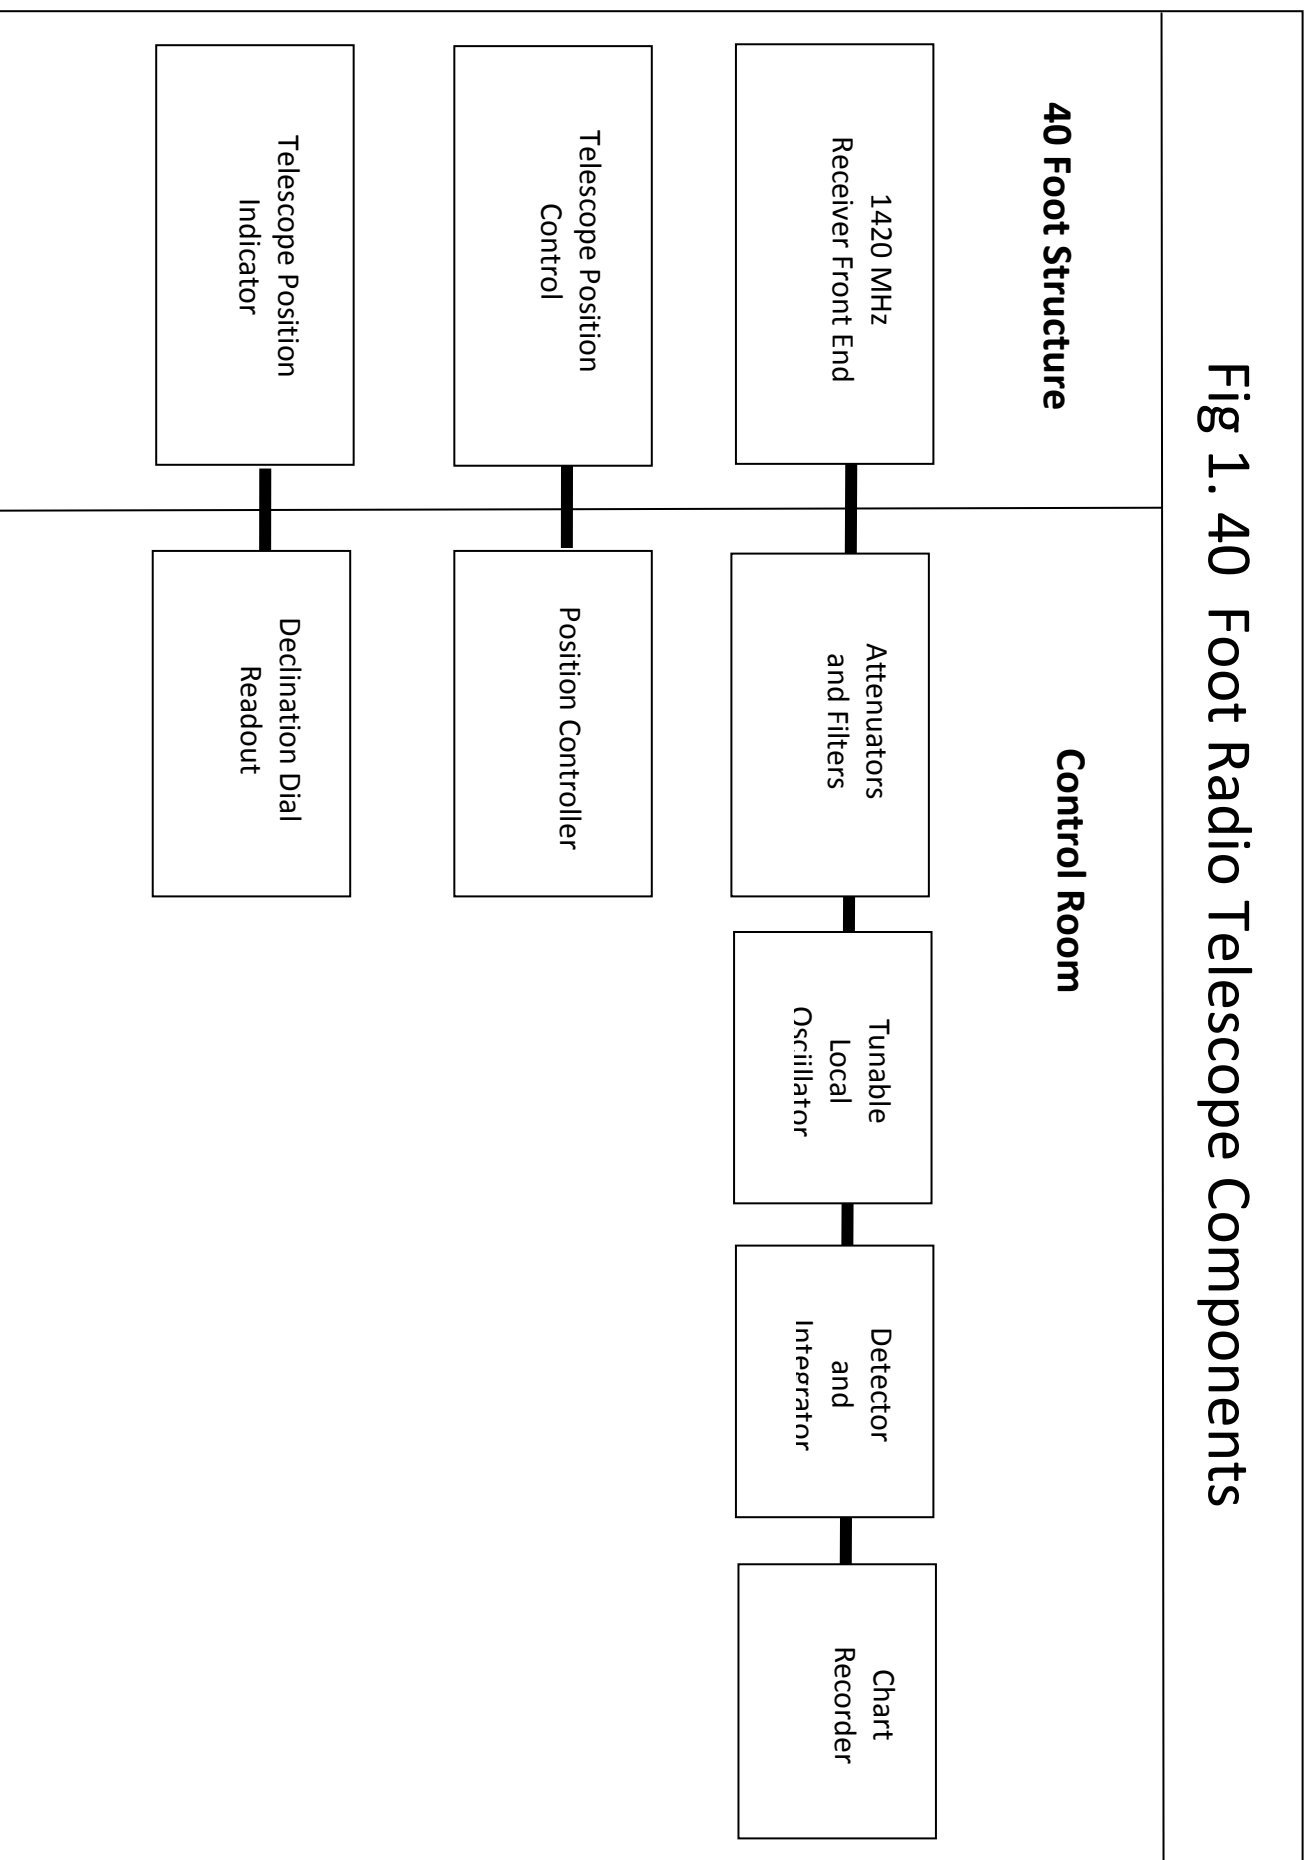 Fig 1. 40 Foot Radio Telescope Components
40 Foot Structure
Control Room
1420 MHz
Receiver Front End
Attenuators
and Filters
Tunable
Local
Oscillator
Detector
and
Integrator
Chart
Recorder
Telescope Position
Control
Position Controller
Telescope Position
Indicator
Declination Dial
Readout